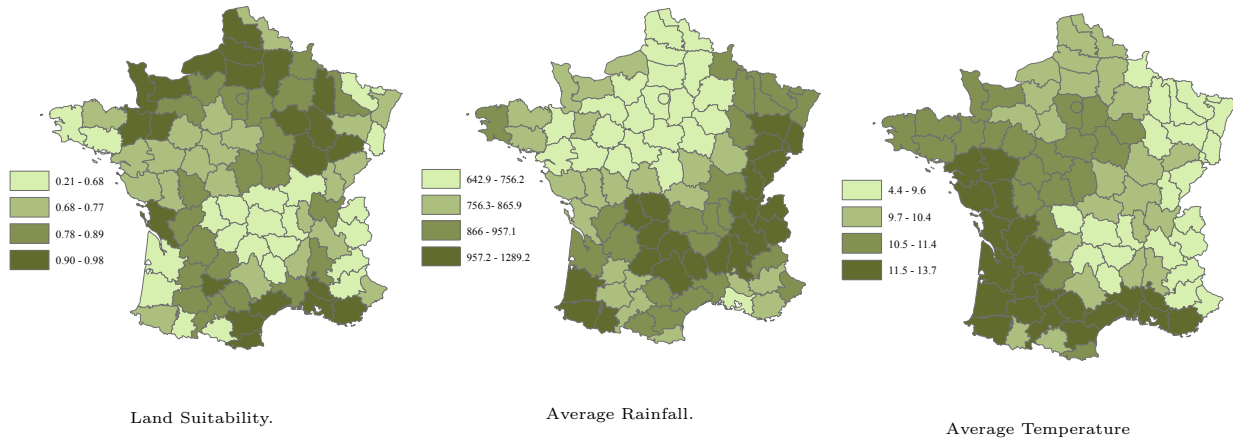 0.21 - 0.68
0.68 - 0.77
0.78 - 0.89
0.90 - 0.98
Land Suitability.
642.9 - 756.2
756.3- 865.9
866 - 957.1
957.2 - 1289.2
Average Rainfall.
4.4 - 9.6
9.7 - 10.4
10.5 - 11.4
11.5 - 13.7
Average Temperature